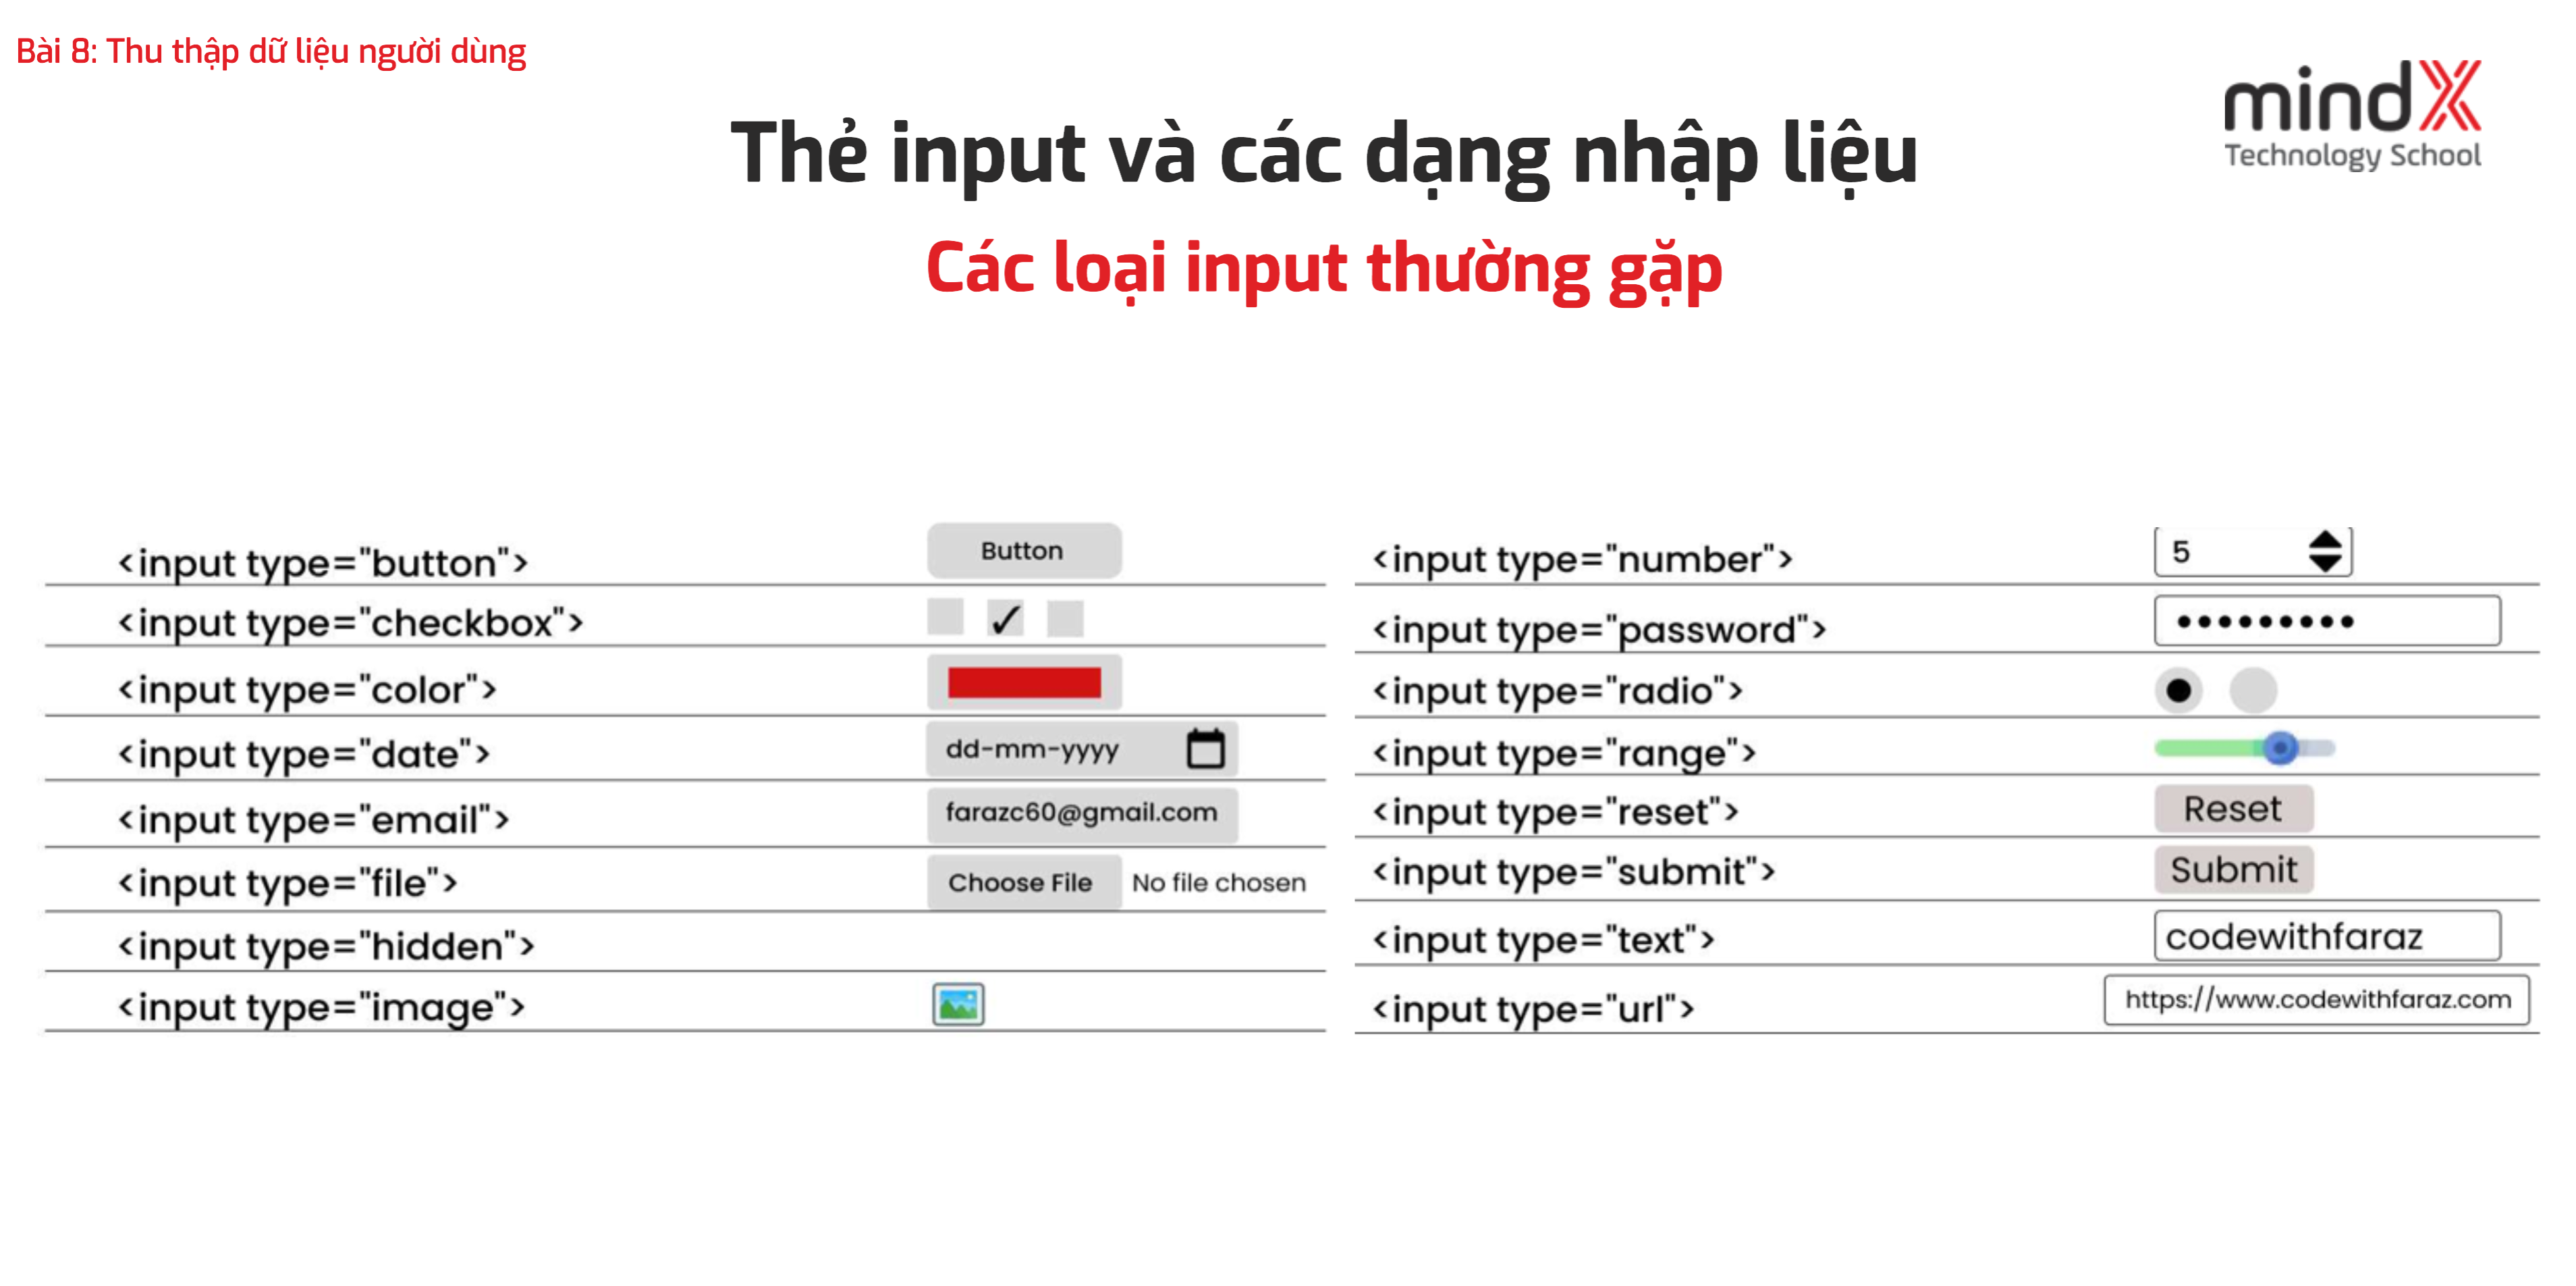 Bài 8: Thu thập dữ liệu người dùng
mindX
Technology School
Thẻ input và các dạng nhập liệu
Các loại input thường gặp
<input type="button"> Button
<input type="checkbox">
<input type="color">
<input type="date"> dd-mm-yyyy
<input type="email"> farazc60@gmail.com
<input type="file"> Choose File No file chosen
<input type="hidden">
<input type="image">
<input type="number"> 5
<input type="password">
<input type="radio">
<input type="range">
<input type="reset"> Reset
<input type="submit"> Submit
<input type="text"> codewithfaraz
<input type="url"> https://www.codewithfaraz.com